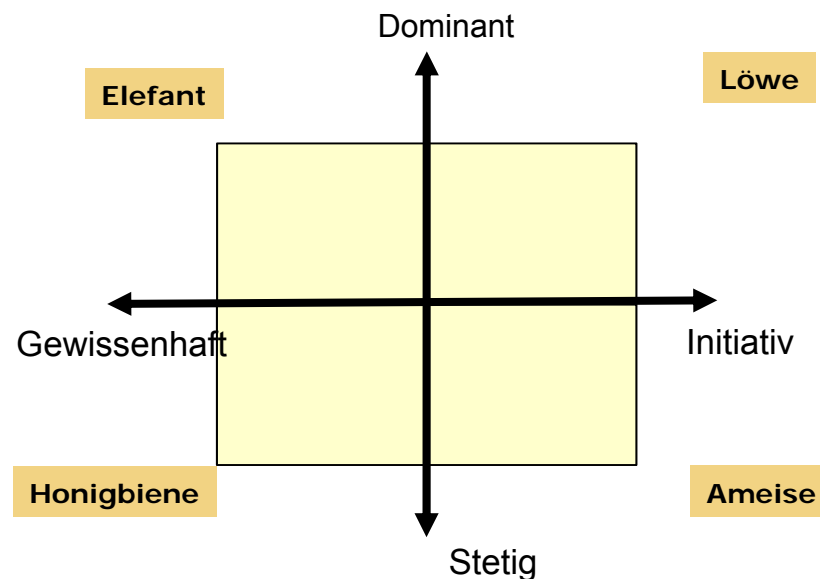 Dominant
Löwe
Elefant
Gewissenhaft
Initiativ
Honigbiene
Ameise
Stetig